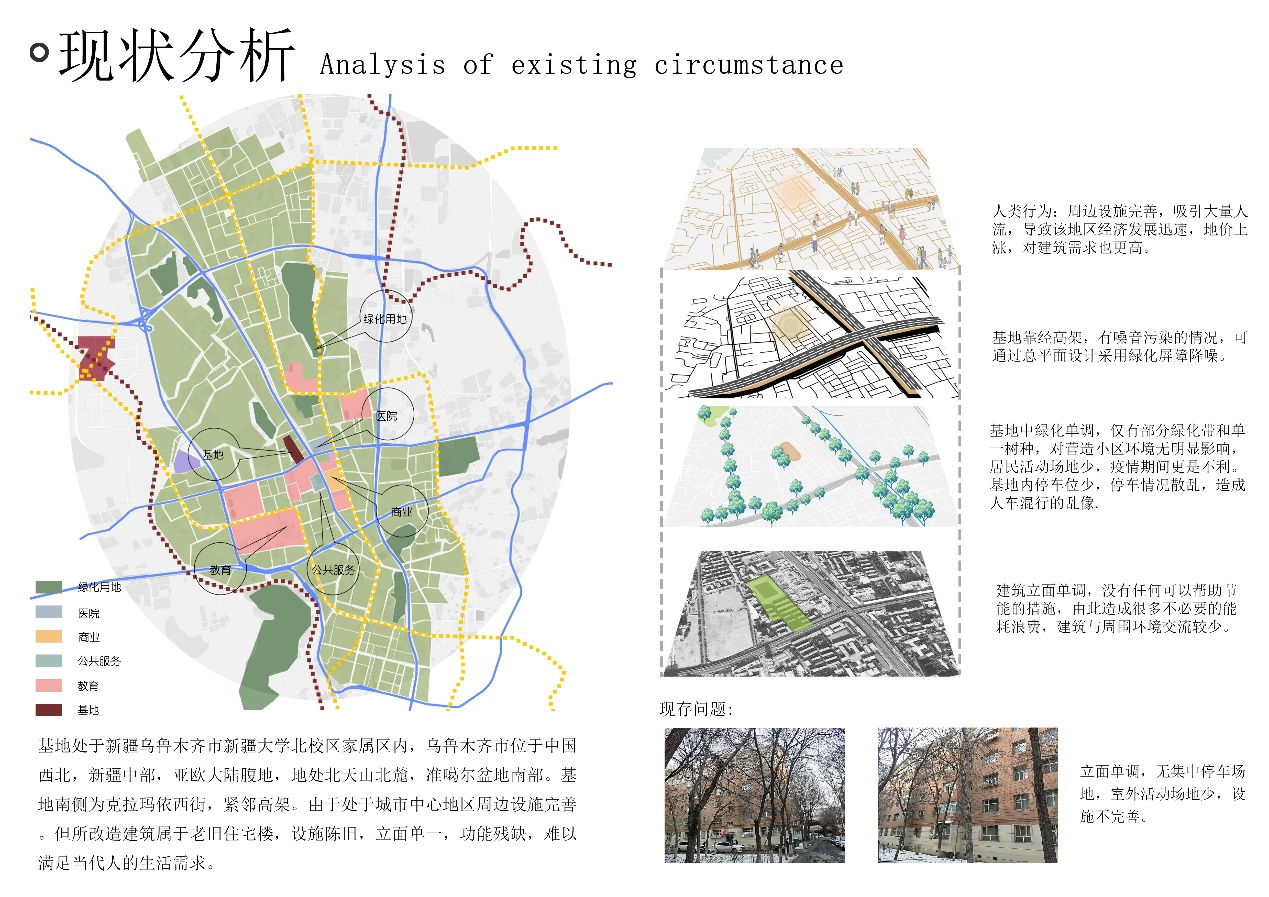 现状分析 Analysis of existing circumstance
绿化用地
医院
基地
商业
教育
公共服务
绿化用地
医院
商业
公共服务
教育
基地
基地处于新疆乌鲁木齐市新疆大学北校区家属区内，乌鲁木齐市位于中国
西北，新疆中部，亚欧大陆腹地，地处北天山北麓，准噶尔盆地南部。基
地南侧为克拉玛依西街，紧邻高架。由于处于城市中心地区周边设施完善
。但所改造建筑属于老旧住宅楼，设施陈旧，立面单一，功能残缺，难以
满足当代人的生活需求。
人类行为：周边设施完善，吸引大量人
流，导致该地区经济发展迅速，地价上
涨，对建筑需求也更高。
基地靠经高架，有噪音污染的情况，可
通过总平面设计采用绿化屏障降噪。
基地中绿化单调，仅有部分绿化带和单
一树种，对营造小区环境无明显影响，
居民活动场地少，疫情期间更是不利。
基地内停车位少，停车情况散乱，造成
人车混行的乱像.
建筑立面单调，没有任何可以帮助节
能的措施，由此造成很多不必要的能
耗浪费，建筑与周围环境交流较少。
现存问题：
立面单调，无集中停车场
地，室外活动场地少，设
施不完善。